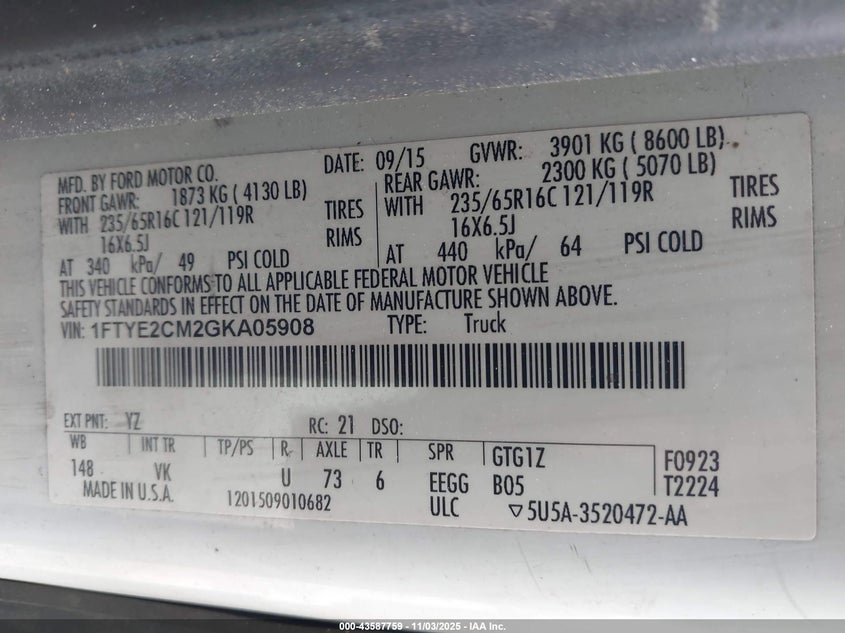 MFD. BY FORD MOTOR CO.
DATE: 09/15
GVWR: 3901 KG ( 8600 LB)
FRONT GAWR: 1873 KG ( 4130 LB)
REAR GAWR: 2300 KG ( 5070 LB)
WITH 235/65R16C 121/119R TIRES
WITH 235/65R16C 121/119R TIRES
16X6.5J RIMS
16X6.5J RIMS
AT 340 kPa/ 49 PSI COLD
AT 440 kPa/ 64 PSI COLD
THIS VEHICLE CONFORMS TO ALL APPLICABLE FEDERAL MOTOR VEHICLE
SAFETY STANDARDS IN EFFECT ON THE DATE OF MANUFACTURE SHOWN ABOVE.
VIN: 1FTYE2CM2GKA05908 TYPE: Truck
EXT PNT: YZ RC: 21 DSO:
WB INT TR TP/PS R AXLE TR SPR GTG1Z F0923
148 VK U 73 6 EEGG B05 T2224
MADE IN U.S.A. 1201509010682 ULC ▽5U5A-3520472-AA
000-43587759 - 11/03/2025 - IAA Inc.